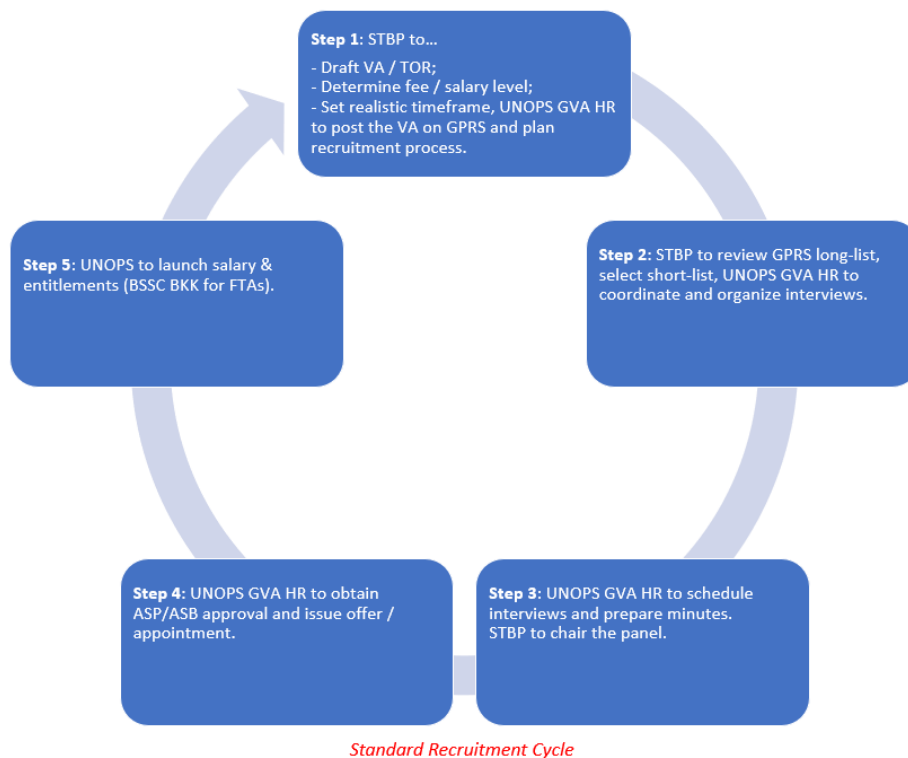 Step 1: STBP to…
- Draft VA / TOR;
- Determine fee / salary level;
- Set realistic timeframe, UNOPS GVA HR
to post the VA on GPRS and plan
recruitment process.
Step 2: STBP to review GPRS long-list,
select short-list, UNOPS GVA HR to
coordinate and organize interviews.
Step 3: UNOPS GVA HR to schedule
interviews and prepare minutes.
STBP to chair the panel.
Step 4: UNOPS GVA HR to obtain
ASP/ASB approval and issue offer /
appointment.
Step 5: UNOPS to launch salary &
entitlements (BSSC BKK for FTAs).
Standard Recruitment Cycle